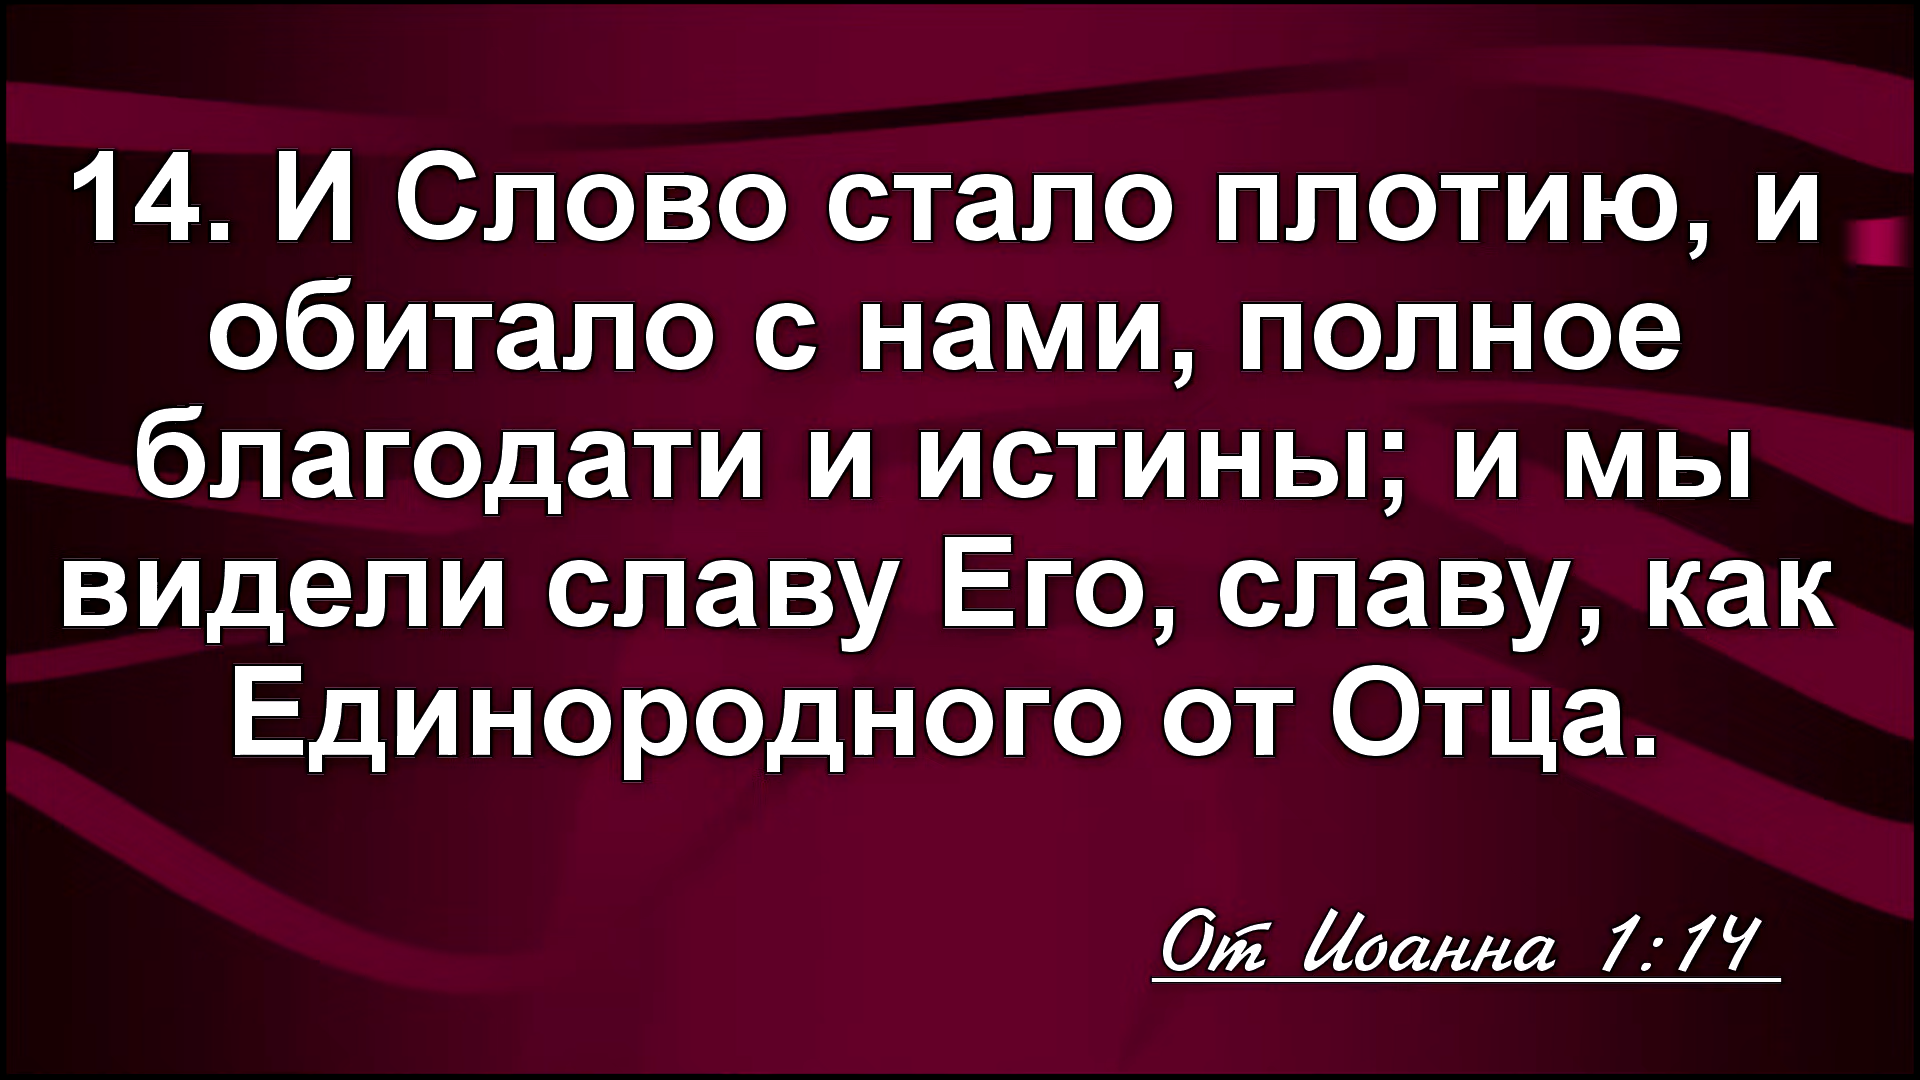 14. И Слово стало плотию, и
обитало с нами, полное
благодати и истины; и мы
видели славу Его, славу, как
Единородного от Отца.
От Иоанна 1:14